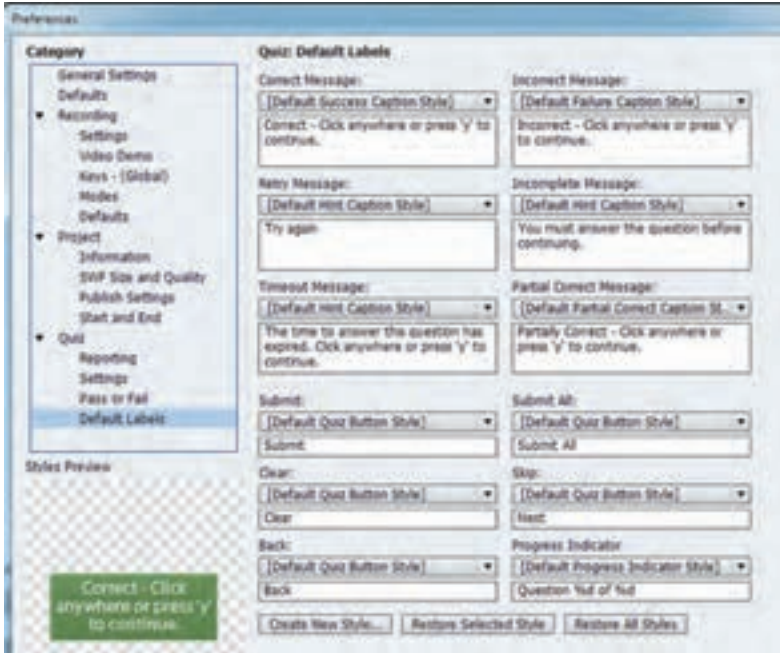 Preferences
Category
General Settings
Defaults
Recording
Settings
Video Demo
Keys - (Global)
Modes
Defaults
Project
Information
SWF Size and Quality
Publish Settings
Start and End
Quiz
Reporting
Settings
Pass or Fail
Default Labels
Styles Preview
Correct - Click
anywhere or press 'y'
to continue.
Quiz: Default Labels
Correct Message:
[Default Success Caption Style]
Correct - Click anywhere or press 'y' to
continue.
Incorrect Message:
[Default Failure Caption Style]
Incorrect - Click anywhere or press 'y'
to continue.
Retry Message:
[Default Hint Caption Style]
Try again
Incomplete Message:
[Default Hint Caption Style]
You must answer the question before
continuing.
Timeout Message:
[Default Hint Caption Style]
The time to answer this question has
expired. Click anywhere or press 'y' to
continue.
Partial Correct Message:
[Default Partial Correct Caption St...
Partially Correct - Click anywhere or
press 'y' to continue.
Submit:
[Default Quiz Button Style]
Submit
Submit All:
[Default Quiz Button Style]
Submit All
Clear:
[Default Quiz Button Style]
Clear
Skip:
[Default Quiz Button Style]
Next
Back:
[Default Quiz Button Style]
Back
Progress Indicator
[Default Progress Indicator Style]
Question %d of %d
Create New Style...
Restore Selected Style
Restore All Styles